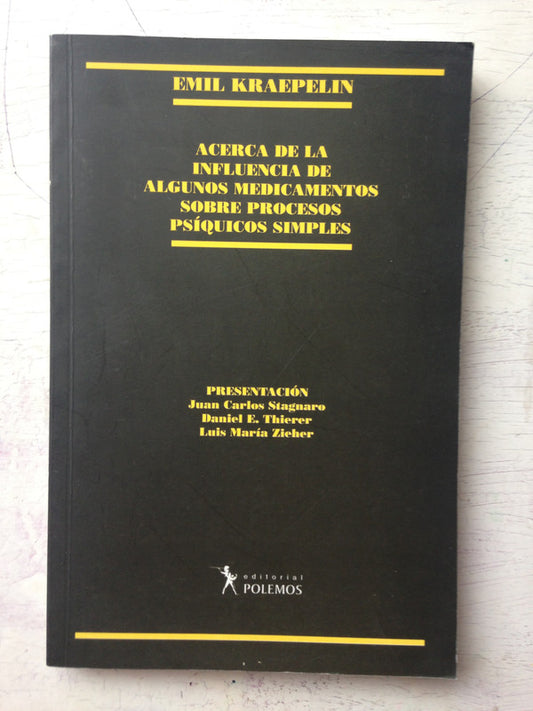 EMIL KRAEPELIN
ACERCA DE LA
INFLUENCIA DE
ALGUNOS MEDICAMENTOS
SOBRE PROCESOS
PSÍQUICOS SIMPLES
PRESENTACIÓN
Juan Carlos Stagnaro
Daniel E. Thierer
Luis María Zieher
editorial
POLEMOS